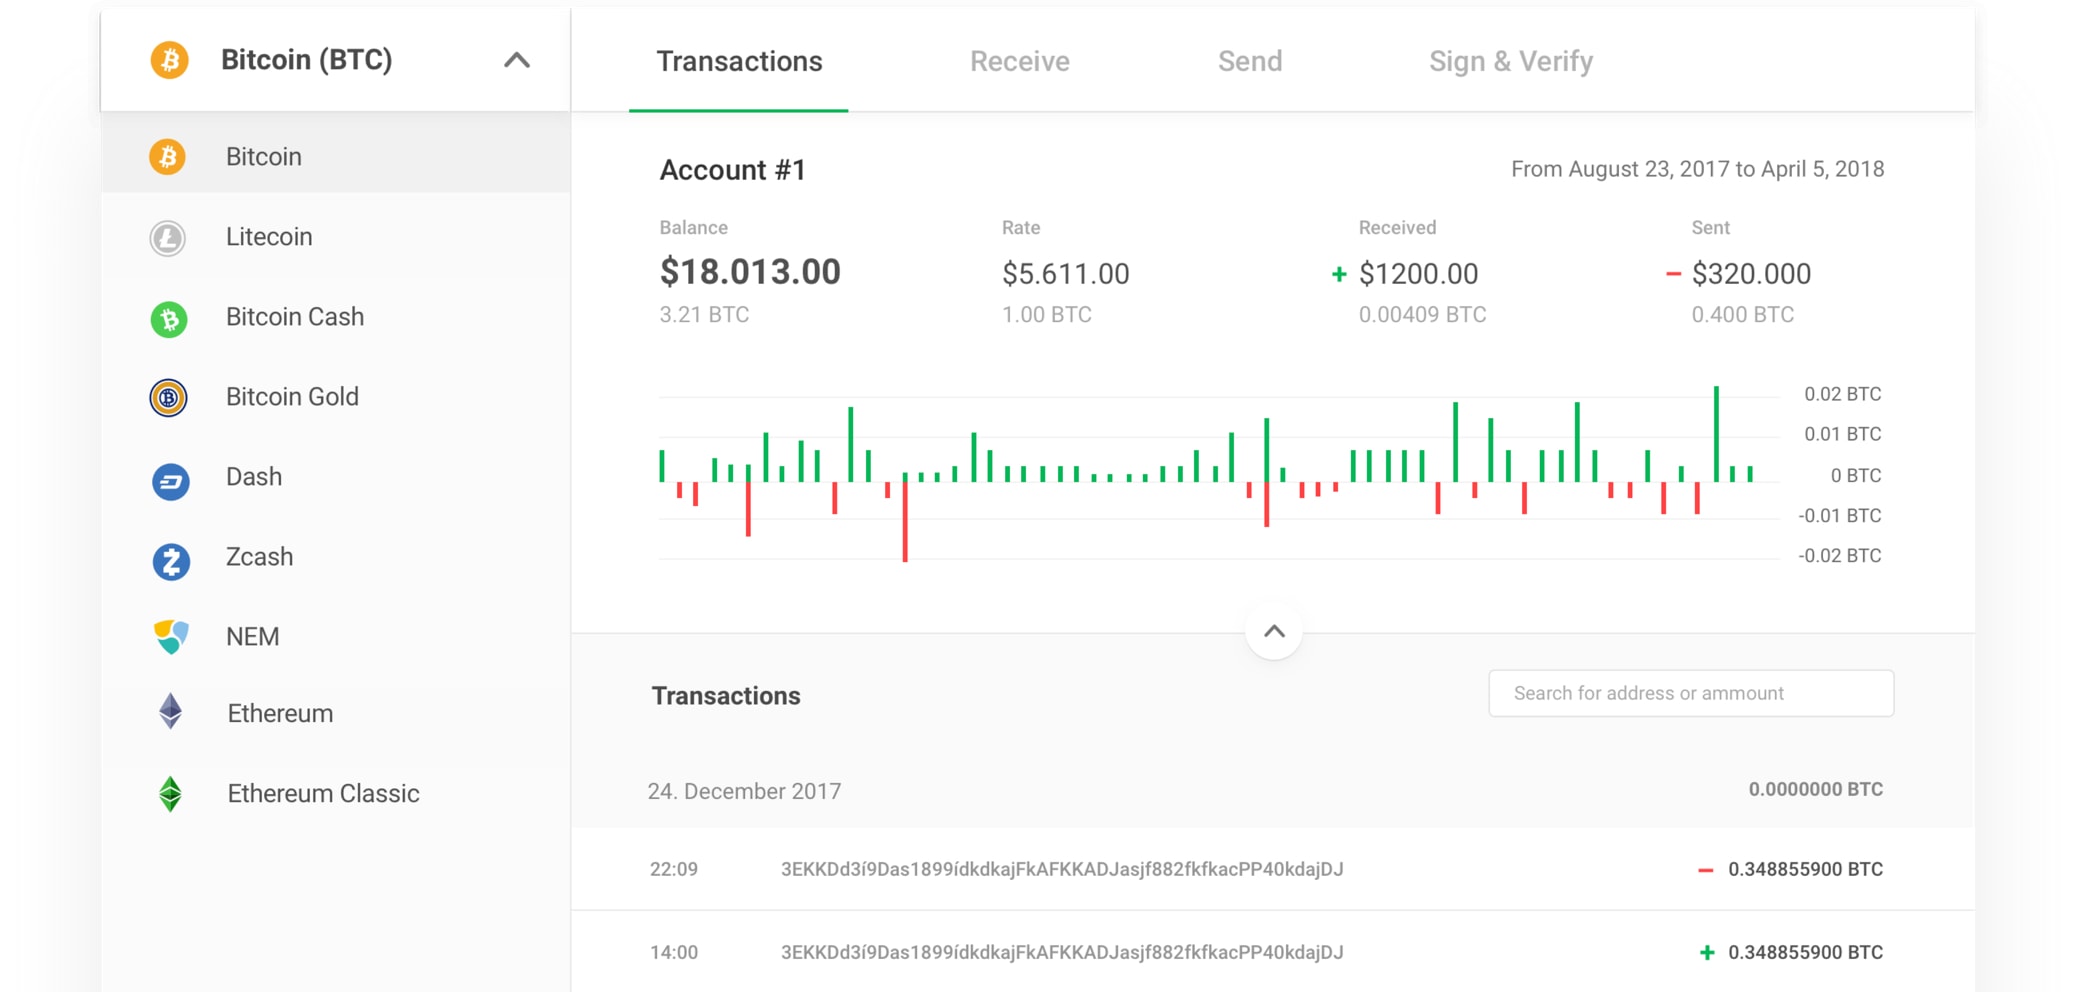 Bitcoin (BTC)
Transactions
Receive
Send
Sign & Verify
Bitcoin
Litecoin
Bitcoin Cash
Bitcoin Gold
Dash
Zcash
NEM
Ethereum
Ethereum Classic
Account #1
From August 23, 2017 to April 5, 2018
Balance
$18.013.00
3.21 BTC
Rate
$5.611.00
1.00 BTC
Received
+ $1200.00
0.00409 BTC
Sent
− $320.000
0.400 BTC
0.02 BTC
0.01 BTC
0 BTC
-0.01 BTC
-0.02 BTC
Transactions
Search for address or ammount
24. December 2017
0.0000000 BTC
22:09
3EKKDd3í9Das1899ídkdkajFkAFKKADJasjf882fkfkacPP40kdajDJ
− 0.348855900 BTC
14:00
3EKKDd3í9Das1899ídkdkajFkAFKKADJasjf882fkfkacPP40kdajDJ
+ 0.348855900 BTC